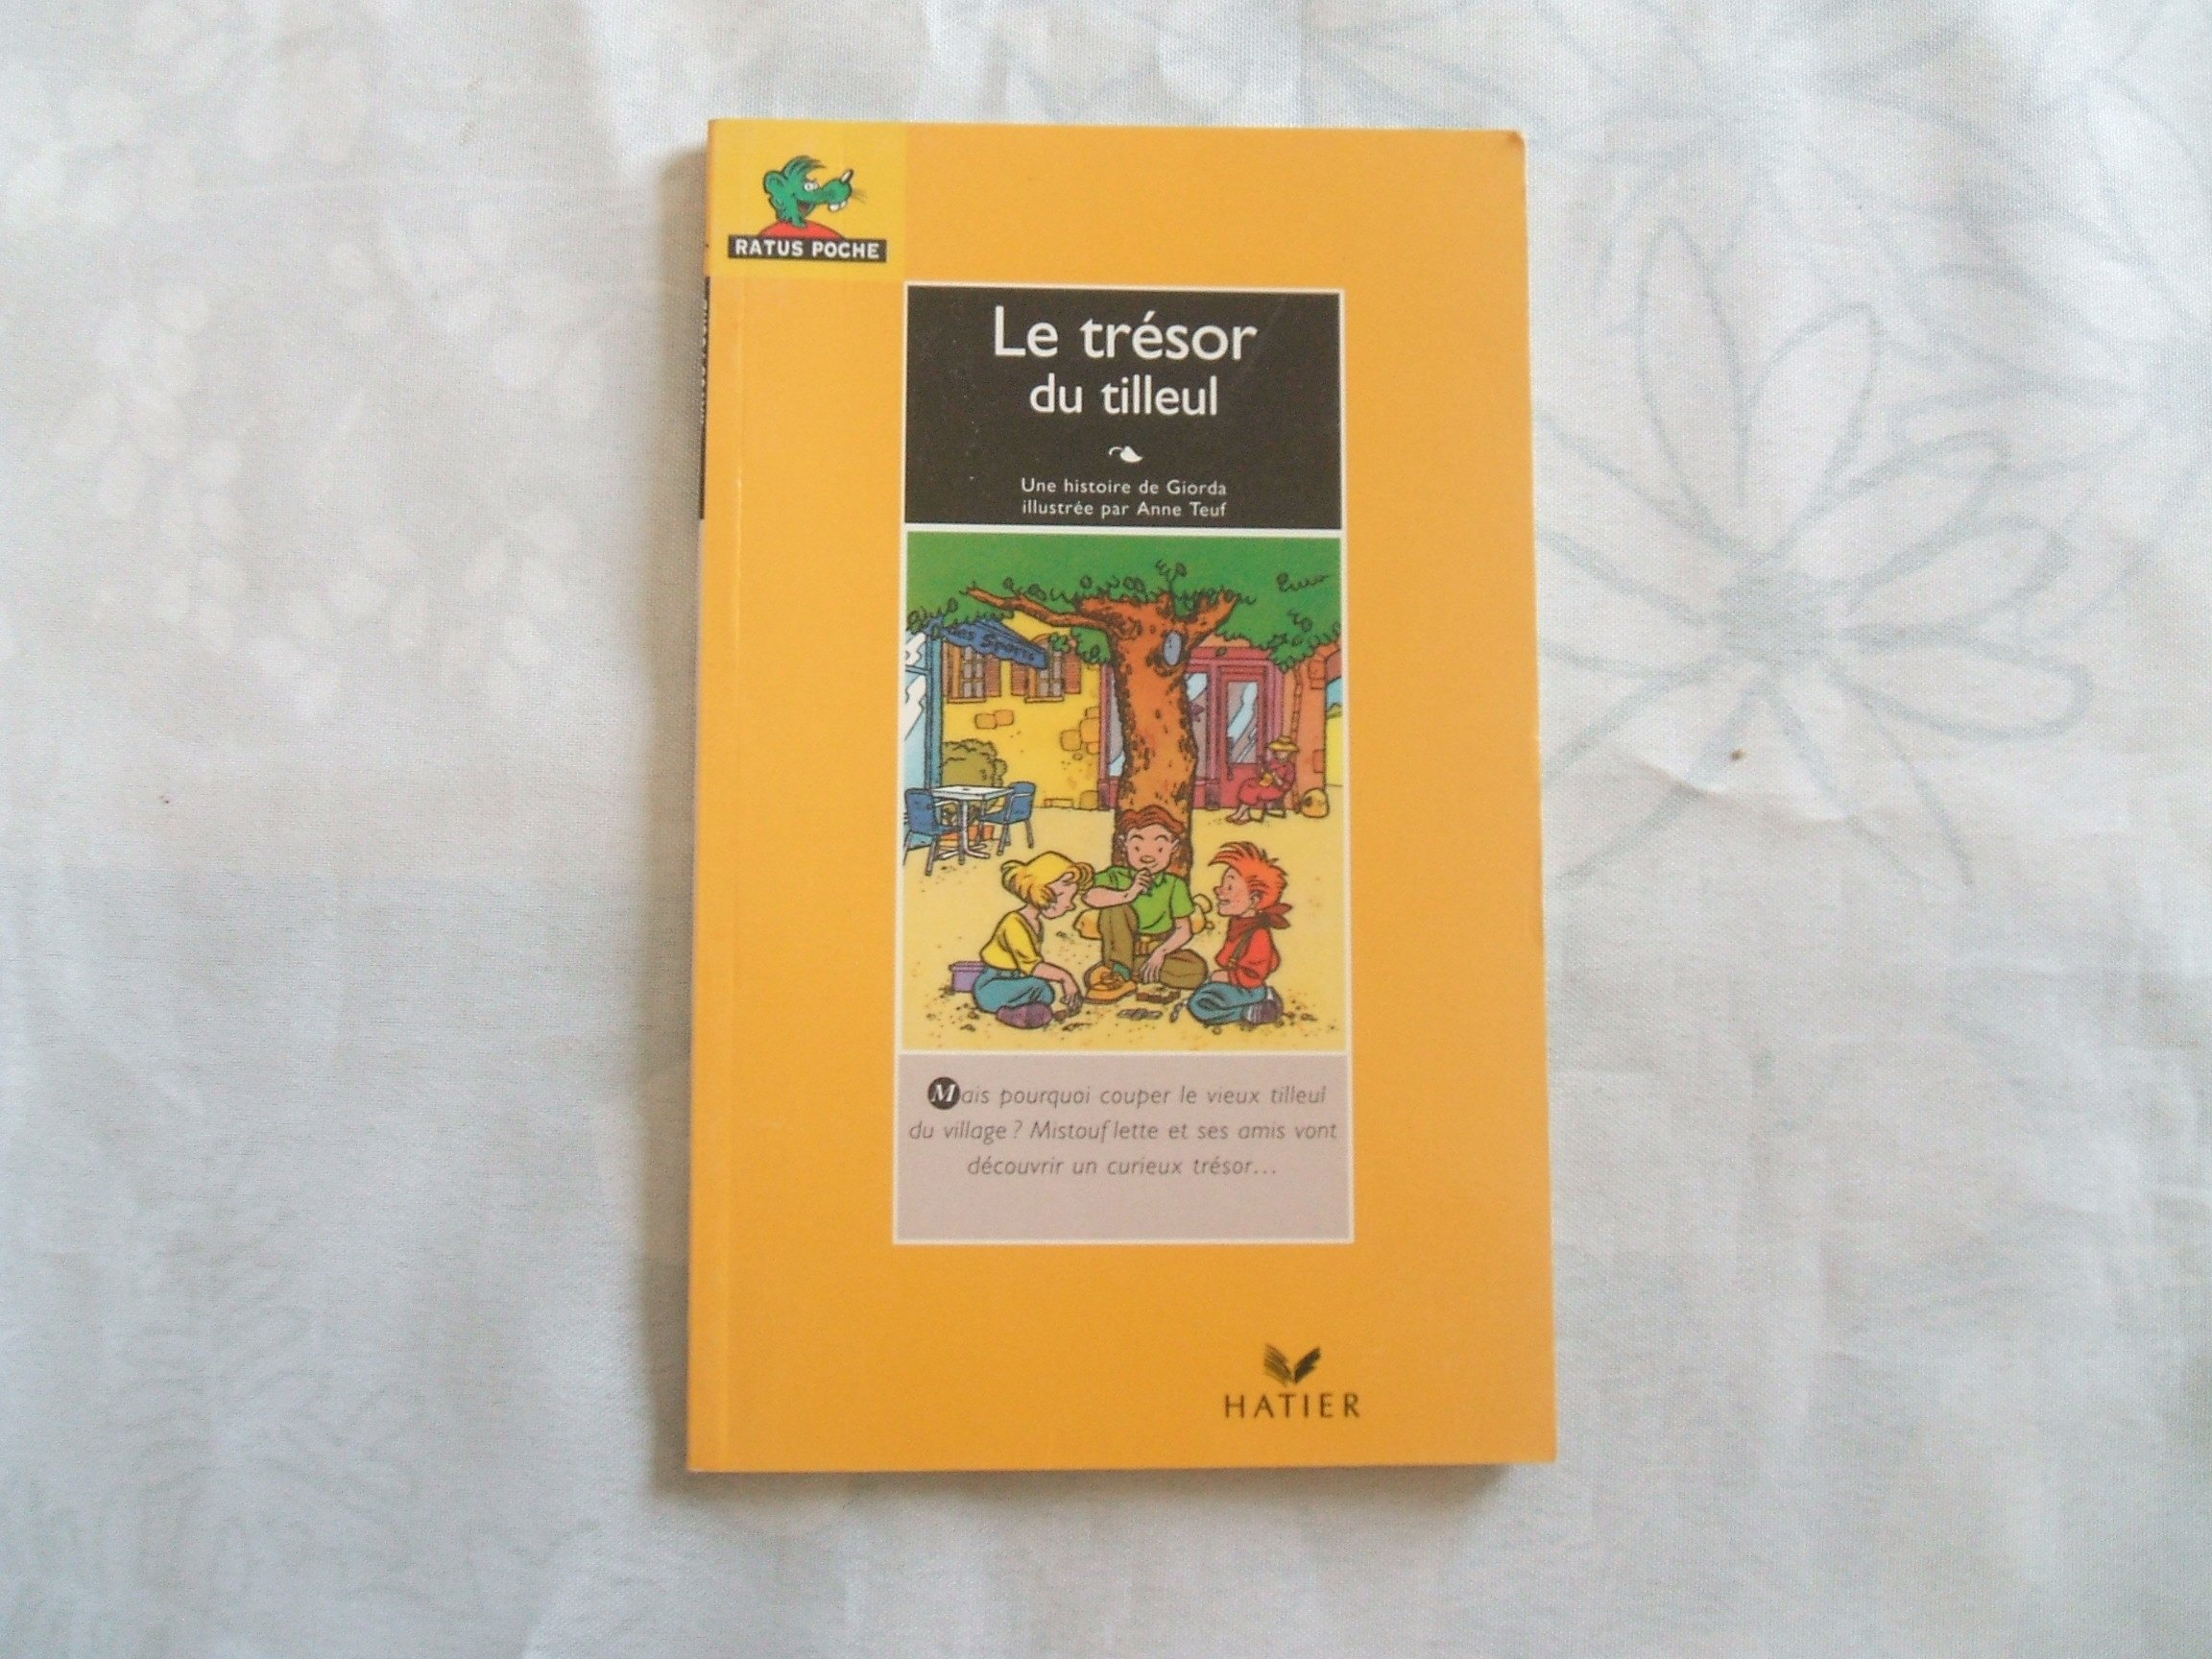 RATUS POCHE
Le trésor
du tilleul
Une histoire de Giorda
illustrée par Anne Teuf
Sports
Mais pourquoi couper le vieux tilleul
du village ? Mistouflette et ses amis vont
découvrir un curieux trésor...
HATIER